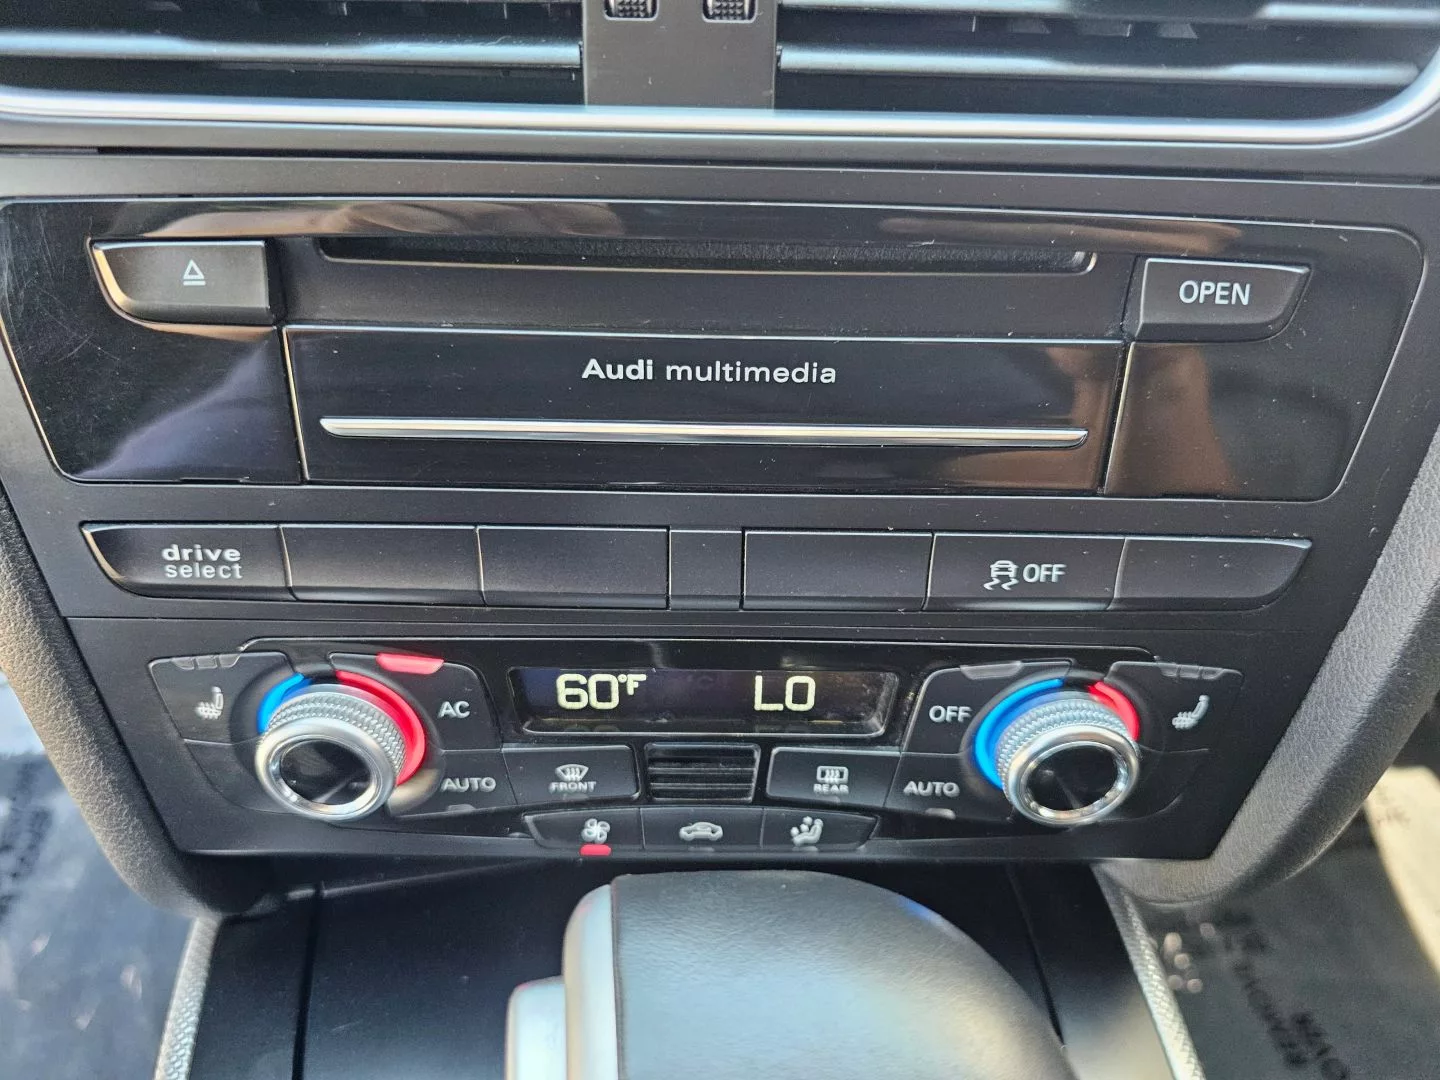 OPEN
Audi multimedia
drive
select
OFF
60°F
LO
AC
OFF
AUTO
FRONT
REAR
AUTO